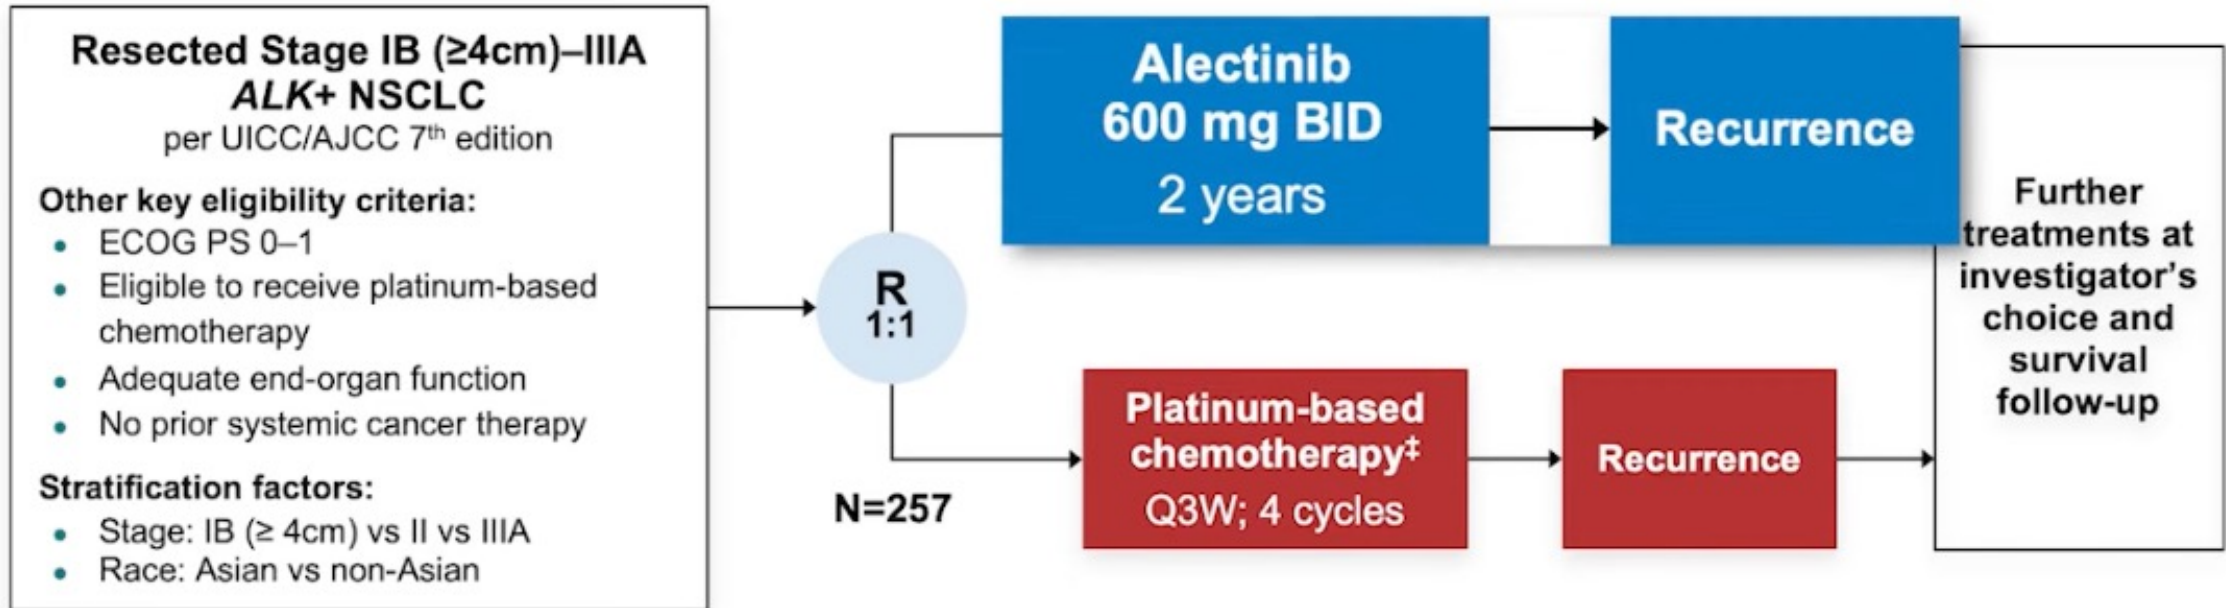 Resected Stage IB (≥4cm)–IIIA
ALK+ NSCLC
per UICC/AJCC 7th edition
Other key eligibility criteria:
• ECOG PS 0–1
• Eligible to receive platinum-based
chemotherapy
• Adequate end-organ function
• No prior systemic cancer therapy
Stratification factors:
• Stage: IB (≥ 4cm) vs II vs IIIA
• Race: Asian vs non-Asian
R
1:1
N=257
Alectinib
600 mg BID
2 years
Recurrence
Platinum-based
chemotherapy‡
Q3W; 4 cycles
Recurrence
Further
treatments at
investigator’s
choice and
survival
follow-up